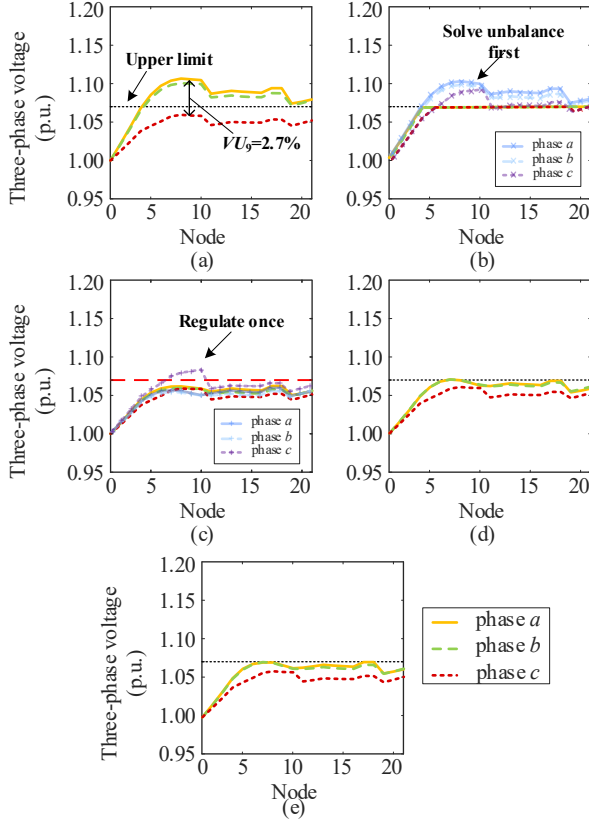 Three-phase voltage
(p.u.)
1.20
1.15
1.10
1.05
1.00
0.95
Upper limit
VU9=2.7%
0
5
10
15
20
Node
(a)
1.20
1.15
1.10
1.05
1.00
0.95
Three-phase voltage
(p.u.)
Solve unbalance
first
phase a
phase b
phase c
0
5
10
15
20
Node
(b)
Three-phase voltage
(p.u.)
1.20
1.15
1.10
1.05
1.00
0.95
Regulate once
phase a
phase b
phase c
0
5
10
15
20
Node
(c)
Three-phase voltage
(p.u.)
1.20
1.15
1.10
1.05
1.00
0.95
0
5
10
15
20
Node
(d)
Three-phase voltage
(p.u.)
1.20
1.15
1.10
1.05
1.00
0.95
0
5
10
15
20
Node
(e)
phase a
phase b
phase c